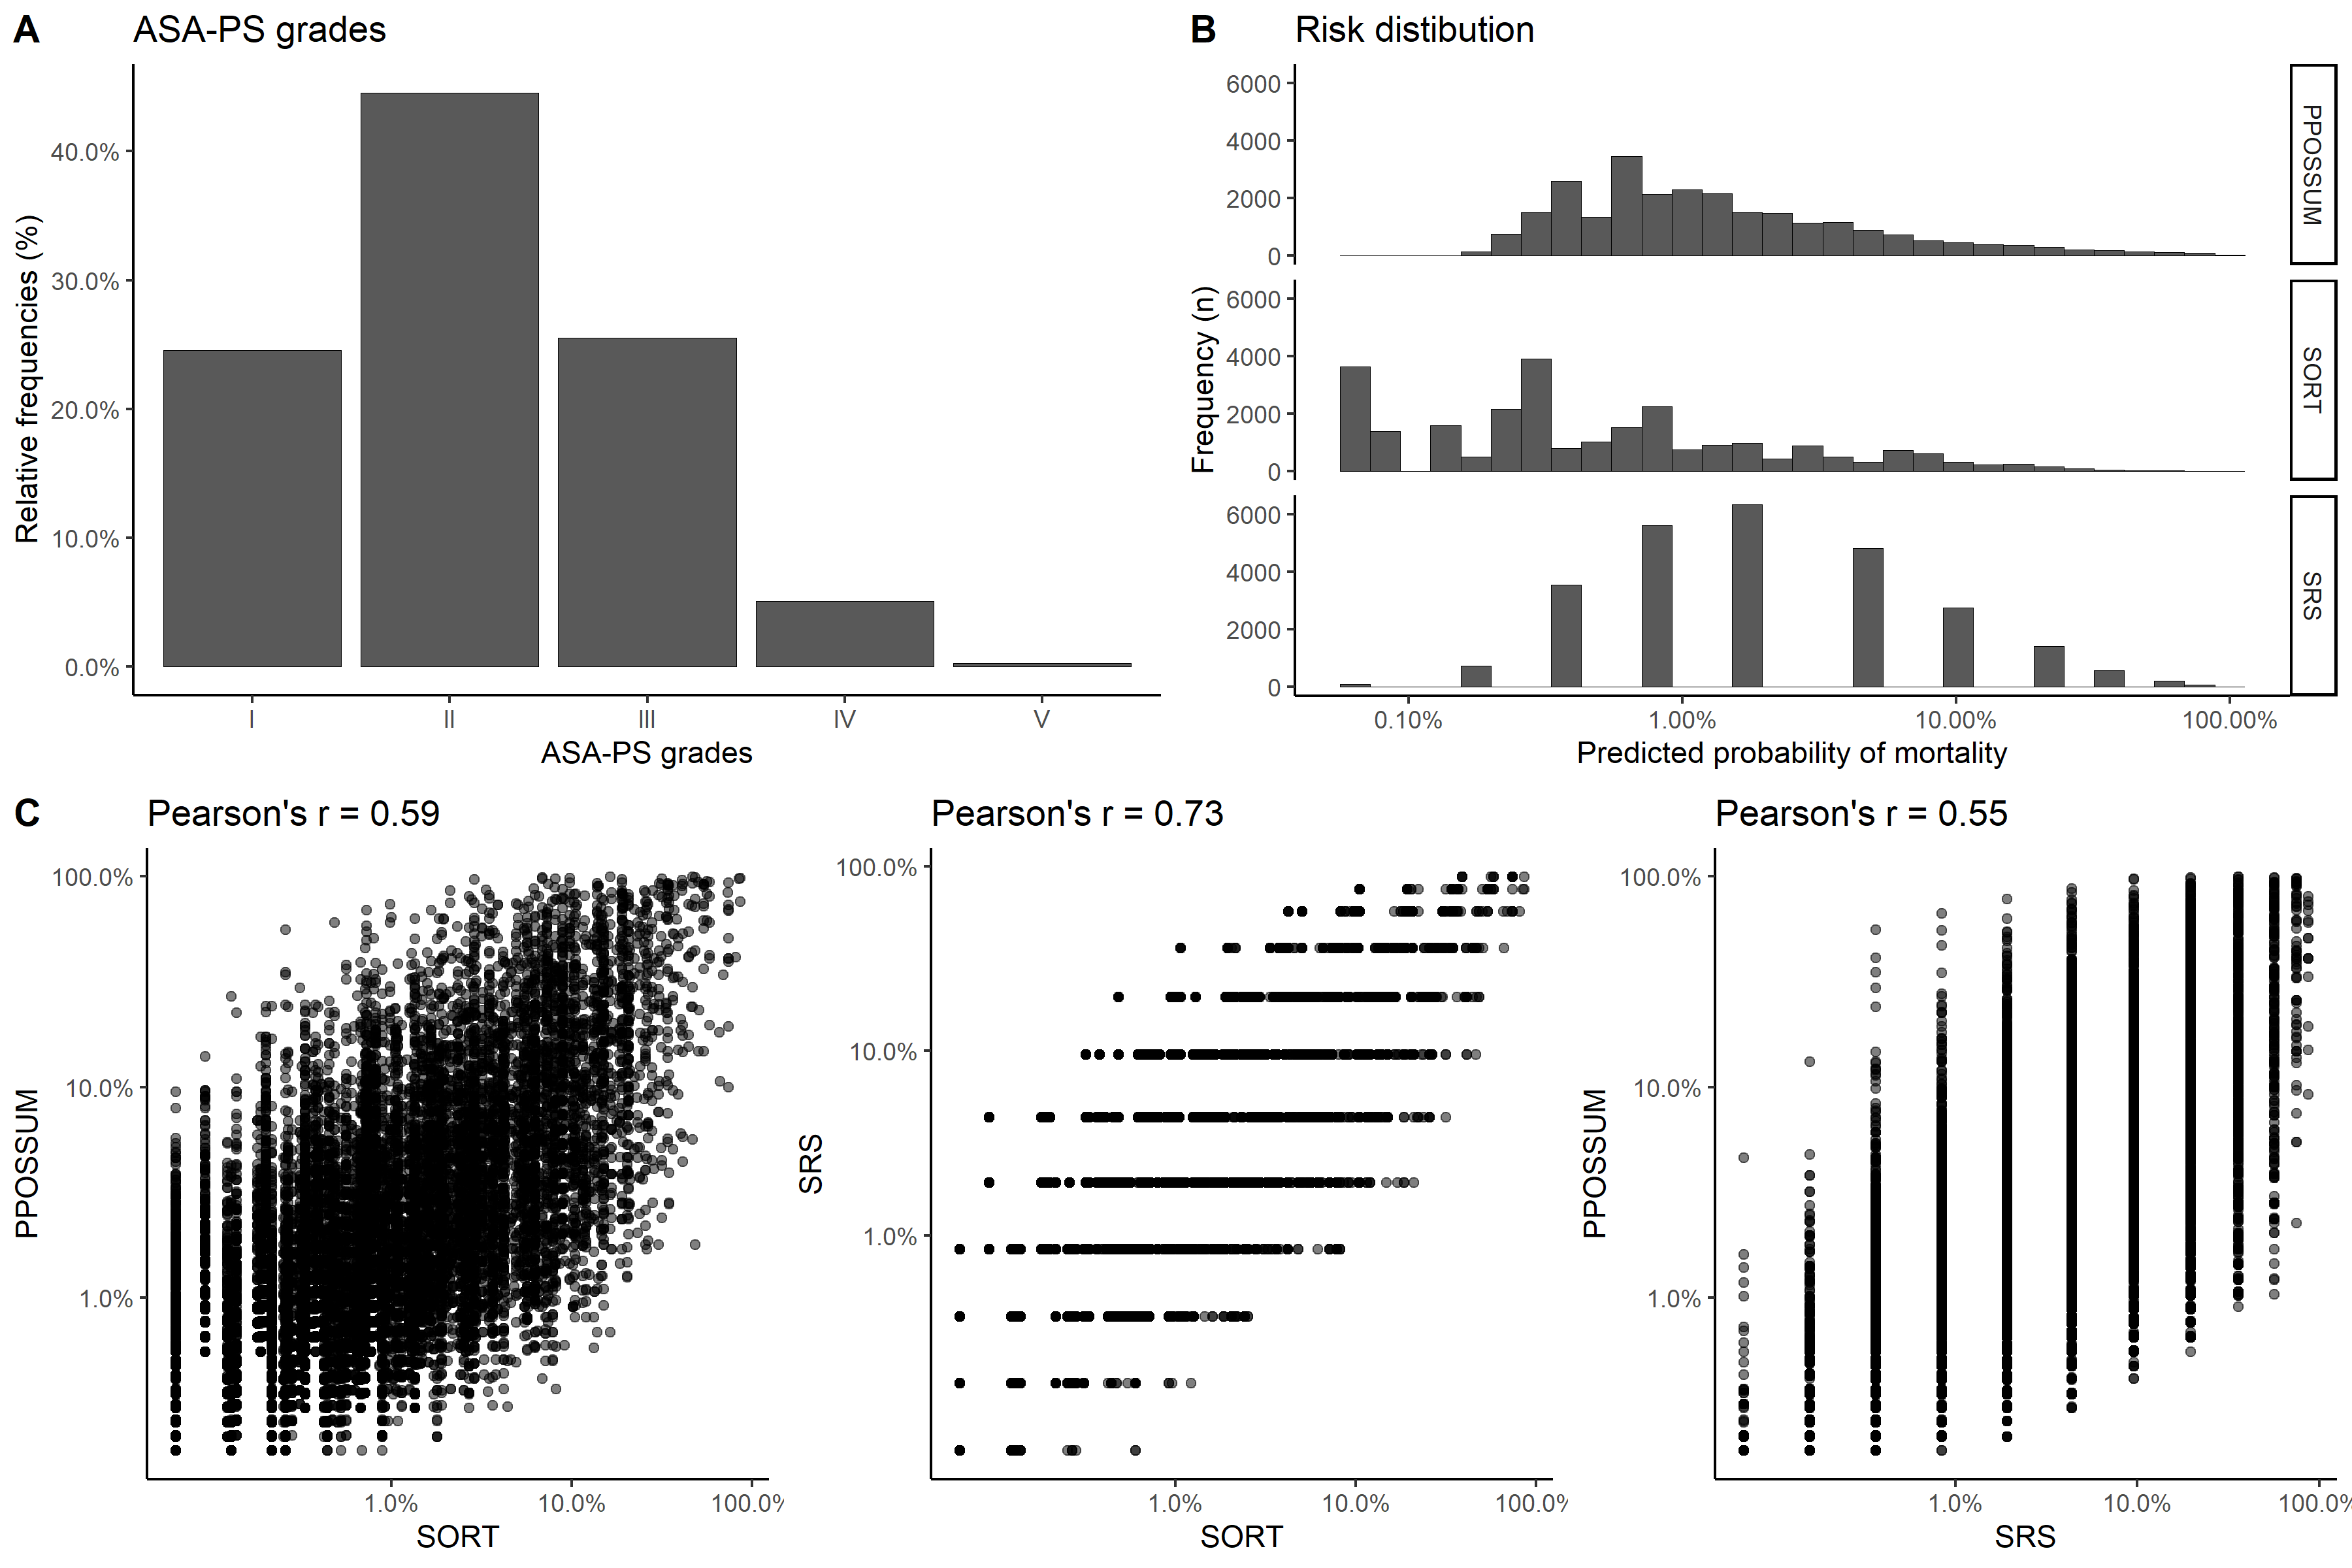 A
ASA-PS grades
Relative frequencies (%)
40.0%
30.0%
20.0%
10.0%
0.0%
I
II
III
IV
V
ASA-PS grades
B
Risk distibution
Frequency (n)
6000
4000
2000
0
PPOSSUM
6000
4000
2000
0
SORT
6000
4000
2000
0
SRS
0.10%
1.00%
10.00%
100.00%
Predicted probability of mortality
C
Pearson's r = 0.59
PPOSSUM
100.0%
10.0%
1.0%
1.0%
10.0%
100.0%
SORT
Pearson's r = 0.73
SRS
100.0%
10.0%
1.0%
1.0%
10.0%
100.0%
SORT
Pearson's r = 0.55
PPOSSUM
100.0%
10.0%
1.0%
1.0%
10.0%
100.0%
SRS